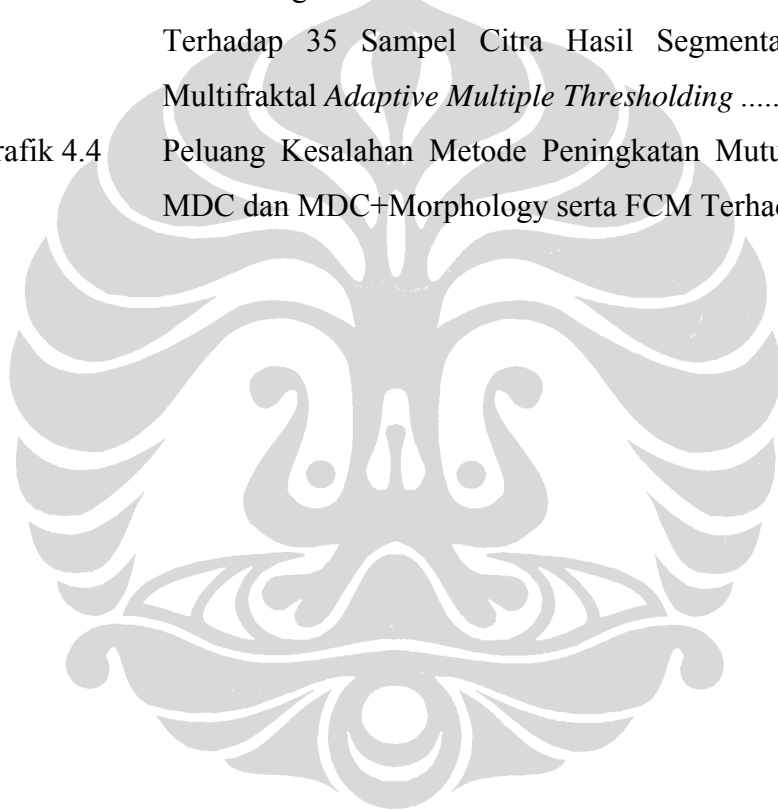 Terhadap 35 Sampel Citra Hasil Segmenta
Multifraktal Adaptive Multiple Thresholding .....
rafik 4.4 Peluang Kesalahan Metode Peningkatan Mutu
MDC dan MDC+Morphology serta FCM Terhad